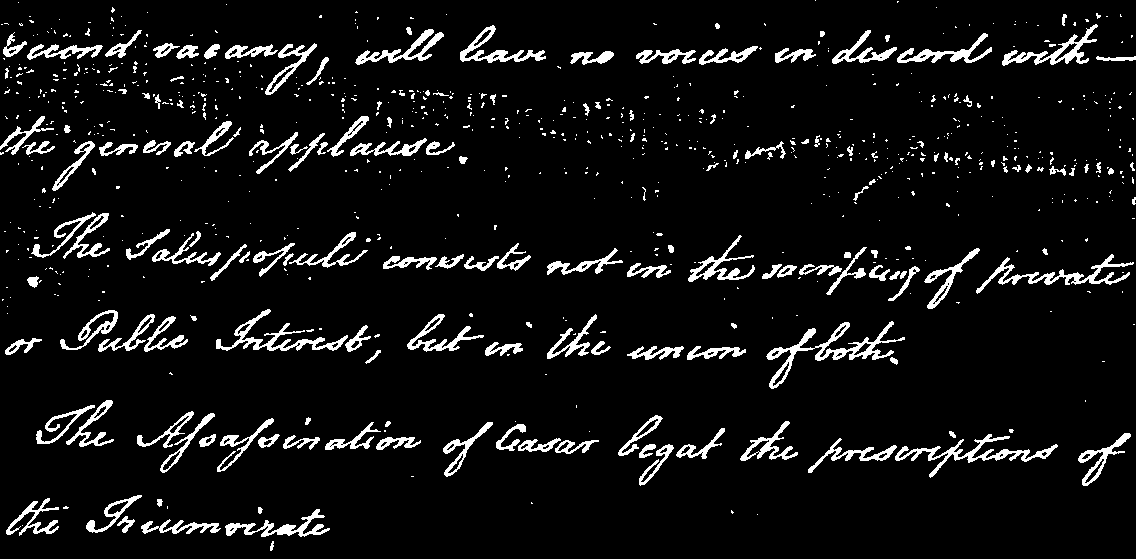 second vacancy, will leave no voices in discord with—
the general applause.
The Salus populi consists not in the sacrificing of private
or Public Interest, but in the union of both.
The Aſsaſsination of Caesar begat the prescriptions of
the Triumvirate